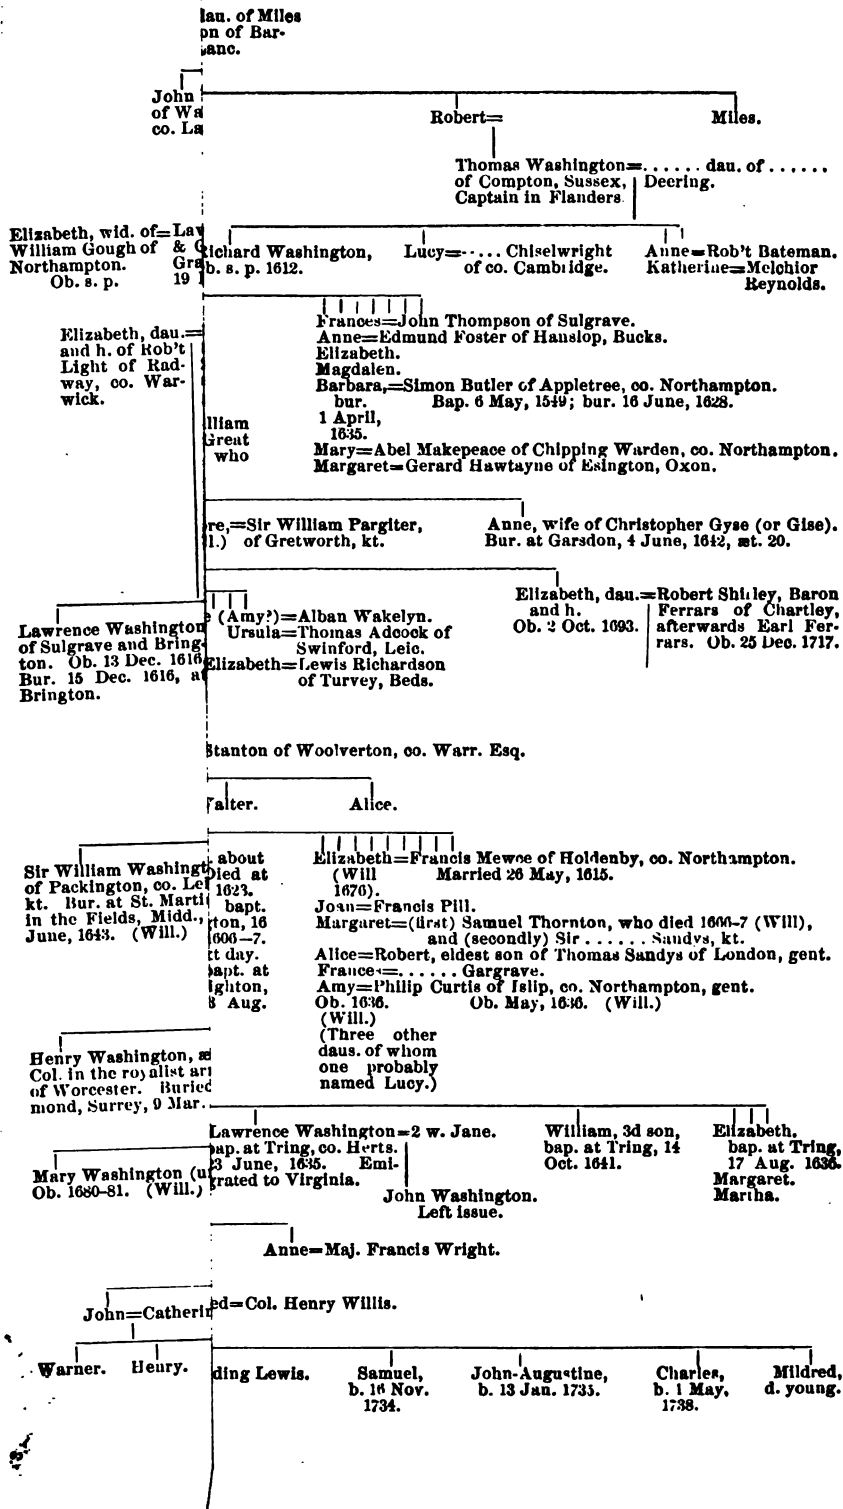 dau. of Miles
on of Bar-
anc.
John
of Wa
co. La
Robert=
Miles.
Thomas Washington=...... dau. of ......
of Compton, Sussex, Deering.
Captain in Flanders.
Elizabeth, wid. of=Law
William Gough of & G
Northampton. Gra
Ob. s. p. 19 1
Richard Washington,
b. s. p. 1612.
Lucy=..... Chiselwright
of co. Cambridge.
Anne=Rob't Bateman.
Katherine=Melchior
Reynolds.
Elizabeth, dau.=
and h. of Rob't
Light of Rad-
way, co. War-
wick.
Frances=John Thompson of Sulgrave.
Anne=Edmund Foster of Hanslop, Bucks.
Elizabeth.
Magdalen.
Barbara,=Simon Butler of Appletree, co. Northampton.
bur. Bap. 6 May, 1549; bur. 16 June, 1628.
1 April,
1635.
Mary=Abel Makepeace of Chipping Warden, co. Northampton.
Margaret=Gerard Hawtayne of Esington, Oxon.
lliam
Great
who
re,=Sir William Pargiter,
l.) of Gretworth, kt.
Anne, wife of Christopher Gyse (or Gise).
Bur. at Garsdon, 4 June, 1642, æt. 20.
Elizabeth, dau.=Robert Shirley, Baron
and h. Ferrars of Chartley,
Ob. 2 Oct. 1693. afterwards Earl Fer-
rars. Ob. 25 Dec. 1717.
Lawrence Washington
of Sulgrave and Bring-
ton. Ob. 13 Dec. 1616
Bur. 15 Dec. 1616, at
Brington.
e (Amy?)=Alban Wakelyn.
Ursula=Thomas Adcock of
Swinford, Leic.
Elizabeth=Lewis Richardson
of Turvey, Beds.
Stanton of Woolverton, co. Warr. Esq.
Valter.
Alice.
Sir William Washingt
of Packington, co. Lei
kt. Bur. at St. Marti
in the Fields, Midd.,
June, 1643. (Will.)
about
Died at
1623.
bapt.
ton, 16
1606-7.
t day.
bapt. at
ighton,
8 Aug.
Elizabeth=Francis Mewce of Holdenby, co. Northampton.
(Will Married 26 May, 1615.
1676).
Joan=Francis Pill.
Margaret=(first) Samuel Thornton, who died 1666-7 (Will),
and (secondly) Sir ...... Sandys, kt.
Alice=Robert, eldest son of Thomas Sandys of London, gent.
Frances=...... Gargrave.
Amy=Philip Curtis of Islip, co. Northampton, gent.
Ob. 1636. Ob. May, 1636. (Will.)
(Will.)
(Three other
daus. of whom
one probably
named Lucy.)
Henry Washington, æ
Col. in the royalist arm
of Worcester. Buried
mond, Surrey, 9 Mar.
Lawrence Washington=2 w. Jane.
bap. at Tring, co. Herts.
23 June, 1635. Emi-
grated to Virginia.
John Washington.
Left issue.
William, 3d son,
bap. at Tring, 14
Oct. 1641.
Elizabeth.
bap. at Tring,
17 Aug. 1636.
Margaret.
Martha.
Mary Washington (u
Ob. 1680-81. (Will.)
Anne=Maj. Francis Wright.
John=Catherin
ed=Col. Henry Willis.
Warner. Henry.
ding Lewis.
Samuel,
b. 16 Nov.
1734.
John-Augustine,
b. 13 Jan. 1735.
Charles,
b. 1 May,
1738.
Mildred,
d. young.